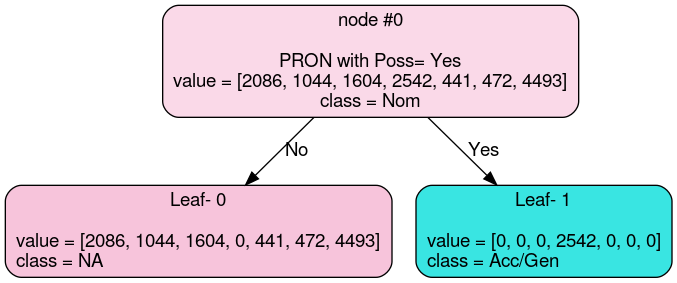 node #0
PRON with Poss= Yes
value = [2086, 1044, 1604, 2542, 441, 472, 4493]
class = Nom
No
Yes
Leaf- 0
value = [2086, 1044, 1604, 0, 441, 472, 4493]
class = NA
Leaf- 1
value = [0, 0, 0, 2542, 0, 0, 0]
class = Acc/Gen